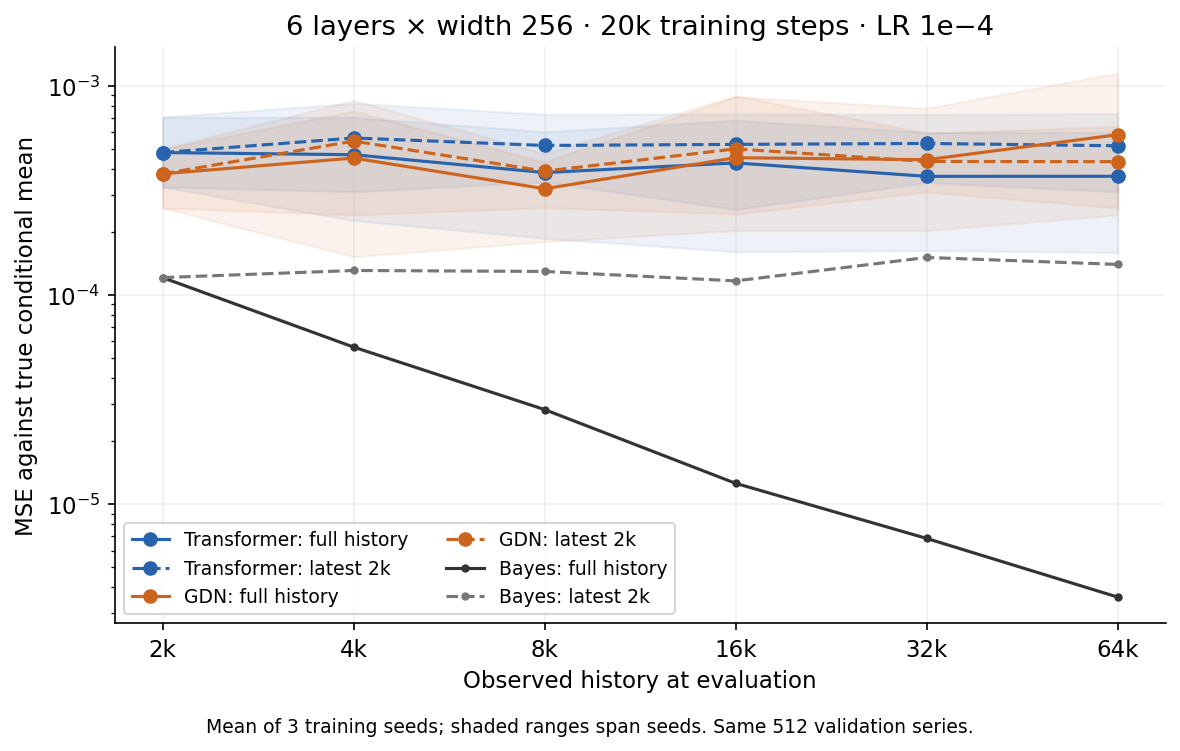 6 layers × width 256 · 20k training steps · LR 1e−4
MSE against true conditional mean
10⁻³
10⁻⁴
10⁻⁵
Transformer: full history
Transformer: latest 2k
GDN: full history
GDN: latest 2k
Bayes: full history
Bayes: latest 2k
2k 4k 8k 16k 32k 64k
Observed history at evaluation
Mean of 3 training seeds; shaded ranges span seeds. Same 512 validation series.